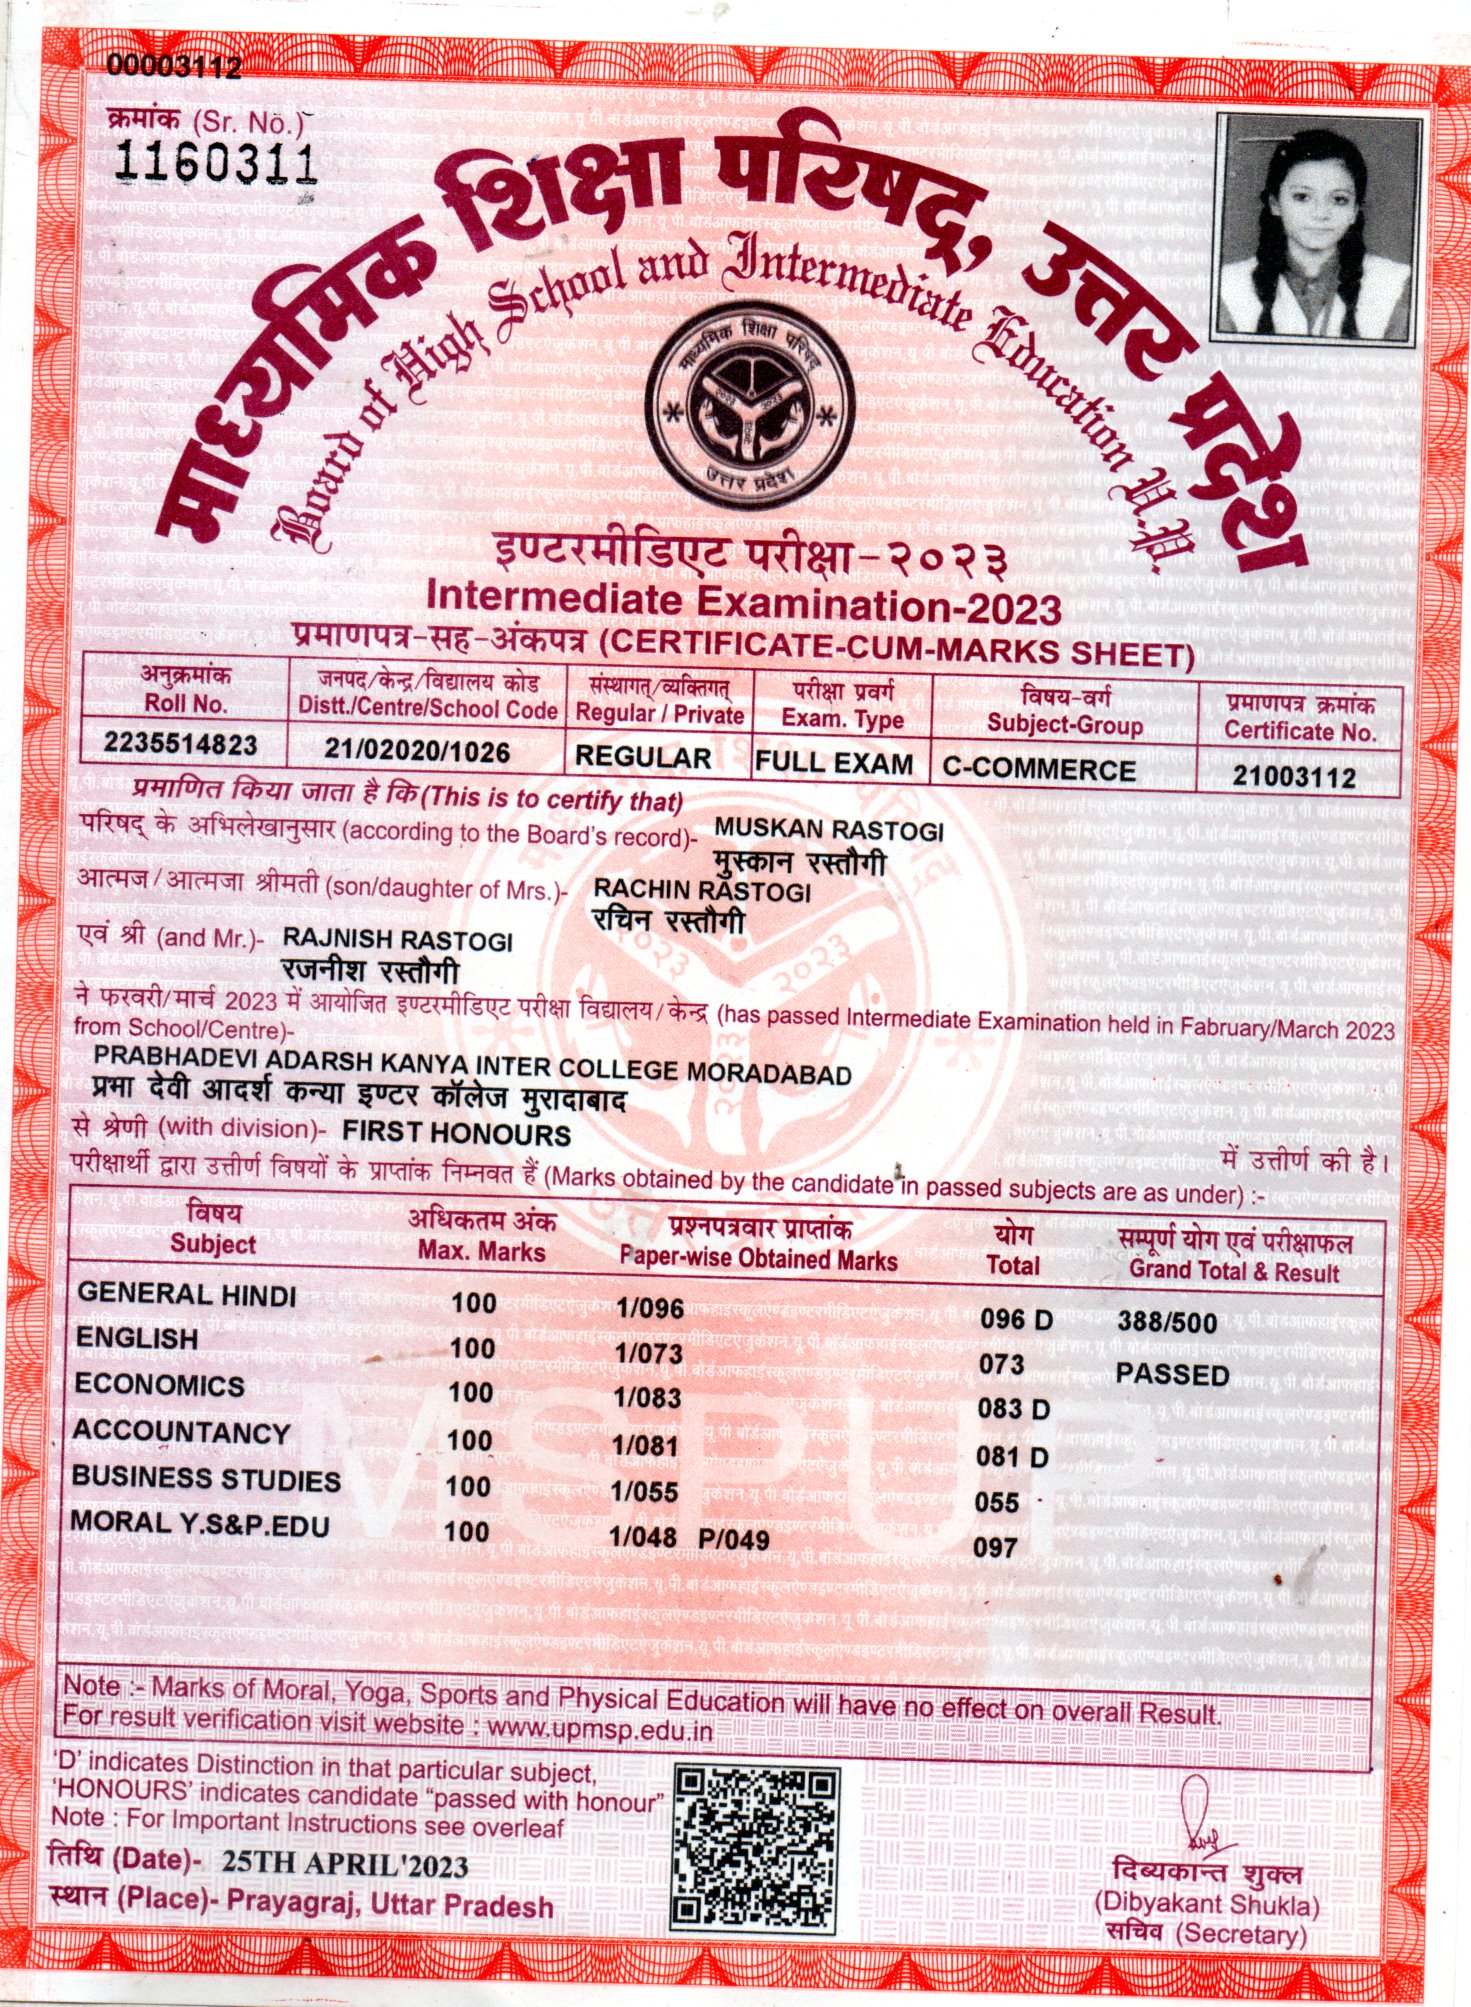 00003112
क्रमांक (Sr. No.)
1160311
माध्यमिक शिक्षा परिषद्, उत्तर प्रदेश
Board of High School and Intermediate Education U.P.
माध्यमिक शिक्षा परिषद्
२०२३ २०२३
२०२३
उत्तर प्रदेश
इण्टरमीडिएट परीक्षा-२०२३
Intermediate Examination-2023
प्रमाणपत्र-सह-अंकपत्र (CERTIFICATE-CUM-MARKS SHEET)
अनुक्रमांक जनपद/केन्द्र/विद्यालय कोड संस्थागत/व्यक्तिगत् परीक्षा प्रवर्ग विषय-वर्ग प्रमाणपत्र क्रमांक
Roll No. Distt./Centre/School Code Regular / Private Exam. Type Subject-Group Certificate No.
2235514823 21/02020/1026 REGULAR FULL EXAM C-COMMERCE 21003112
प्रमाणित किया जाता है कि (This is to certify that)
परिषद् के अभिलेखानुसार (according to the Board's record)- MUSKAN RASTOGI
मुस्कान रस्तौगी
आत्मज/आत्मजा श्रीमती (son/daughter of Mrs.)- RACHIN RASTOGI
रचिन रस्तौगी
एवं श्री (and Mr.)- RAJNISH RASTOGI
रजनीश रस्तौगी
ने फरवरी/मार्च 2023 में आयोजित इण्टरमीडिएट परीक्षा विद्यालय/केन्द्र (has passed Intermediate Examination held in Fabruary/March 2023
from School/Centre)-
PRABHADEVI ADARSH KANYA INTER COLLEGE MORADABAD
प्रभा देवी आदर्श कन्या इण्टर कॉलेज मुरादाबाद
से श्रेणी (with division)- FIRST HONOURS
में उत्तीर्ण की है।
परीक्षार्थी द्वारा उत्तीर्ण विषयों के प्राप्तांक निम्नवत हैं (Marks obtained by the candidate in passed subjects are as under) :-
विषय अधिकतम अंक प्रश्नपत्रवार प्राप्तांक योग सम्पूर्ण योग एवं परीक्षाफल
Subject Max. Marks Paper-wise Obtained Marks Total Grand Total & Result
GENERAL HINDI 100 1/096 096 D 388/500
ENGLISH 100 1/073 073 PASSED
ECONOMICS 100 1/083 083 D
ACCOUNTANCY 100 1/081 081 D
BUSINESS STUDIES 100 1/055 055
MORAL Y.S&P.EDU 100 1/048 P/049 097
Note :- Marks of Moral, Yoga, Sports and Physical Education will have no effect on overall Result.
For result verification visit website : www.upmsp.edu.in
'D' indicates Distinction in that particular subject,
'HONOURS' indicates candidate "passed with honour"
Note : For Important Instructions see overleaf
तिथि (Date)- 25TH APRIL'2023
स्थान (Place)- Prayagraj, Uttar Pradesh
दिब्यकान्त शुक्ल
(Dibyakant Shukla)
सचिव (Secretary)